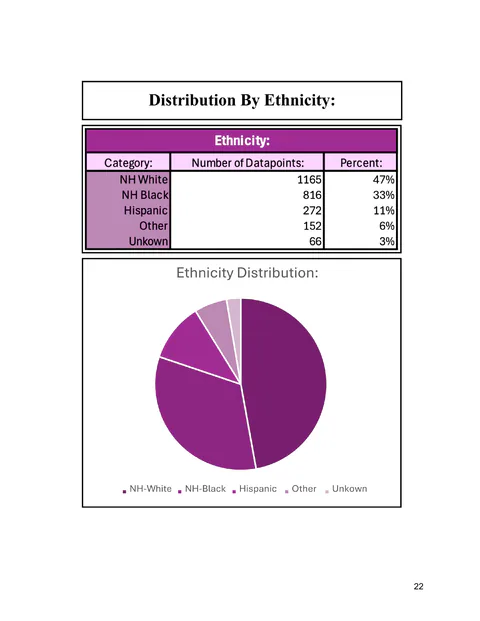 Distribution By Ethnicity:
Ethnicity:
Category: Number of Datapoints: Percent:
NH White 1165 47%
NH Black 816 33%
Hispanic 272 11%
Other 152 6%
Unkown 66 3%
Ethnicity Distribution:
NH-White NH-Black Hispanic Other Unkown
22